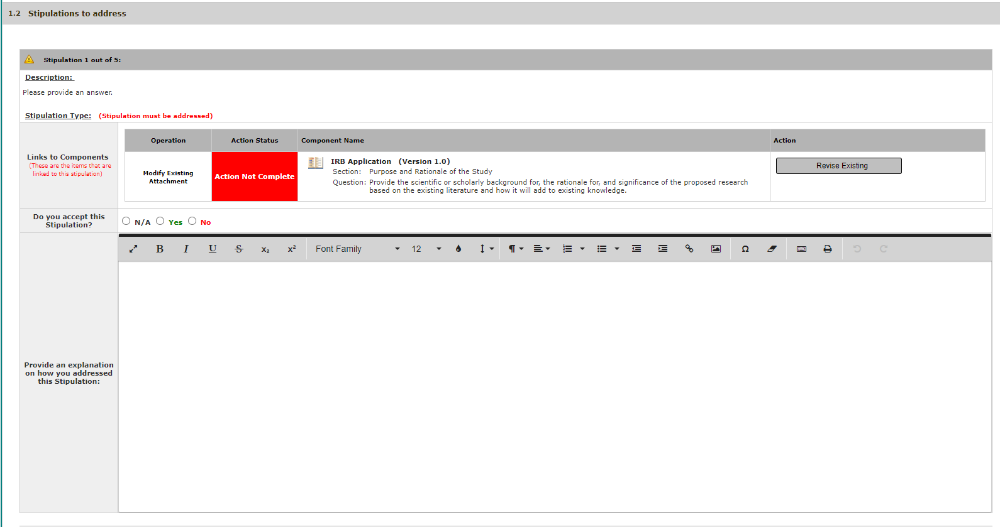 1.2 Stipulations to address
Stipulation 1 out of 5:
Description:
Please provide an answer.
Stipulation Type: (Stipulation must be addressed)
Links to Components
(These are the items that are
linked to this stipulation)
Operation Action Status Component Name Action
Modify Existing
Attachment
Action Not Complete
IRB Application (Version 1.0)
Section: Purpose and Rationale of the Study
Question: Provide the scientific or scholarly background for, the rationale for, and significance of the proposed research
based on the existing literature and how it will add to existing knowledge.
Revise Existing
Do you accept this
Stipulation?
N/A Yes No
B I U S x₂ x² Font Family 12 ¶ Ω
Provide an explanation
on how you addressed
this Stipulation: